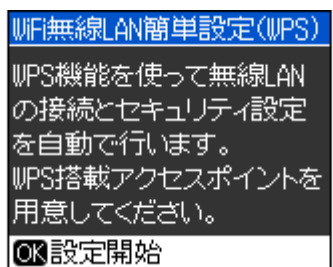 WiFi無線LAN簡単設定(WPS)
WPS機能を使って無線LAN
の接続とセキュリティ設定
を自動で行います。
WPS搭載アクセスポイントを
用意してください。
OK設定開始